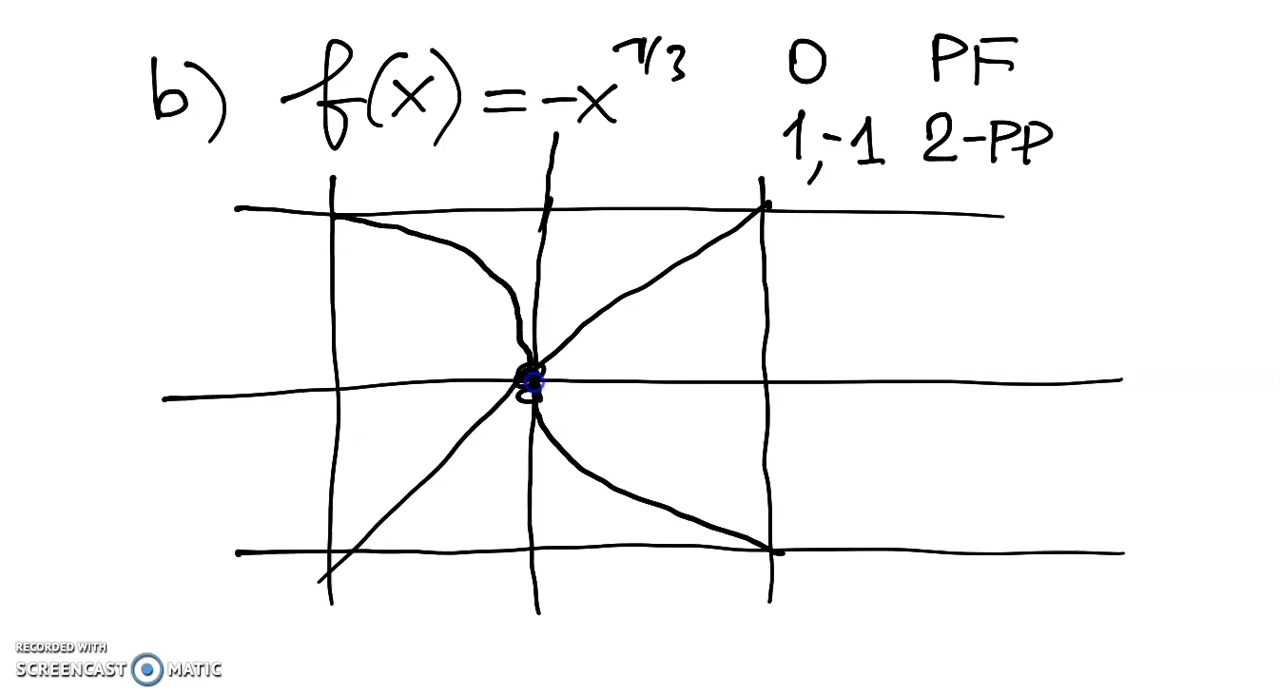 b) f(x) = -x^1/3 0 PF
1,-1 2-PP
RECORDED WITH
SCREENCAST MATIC